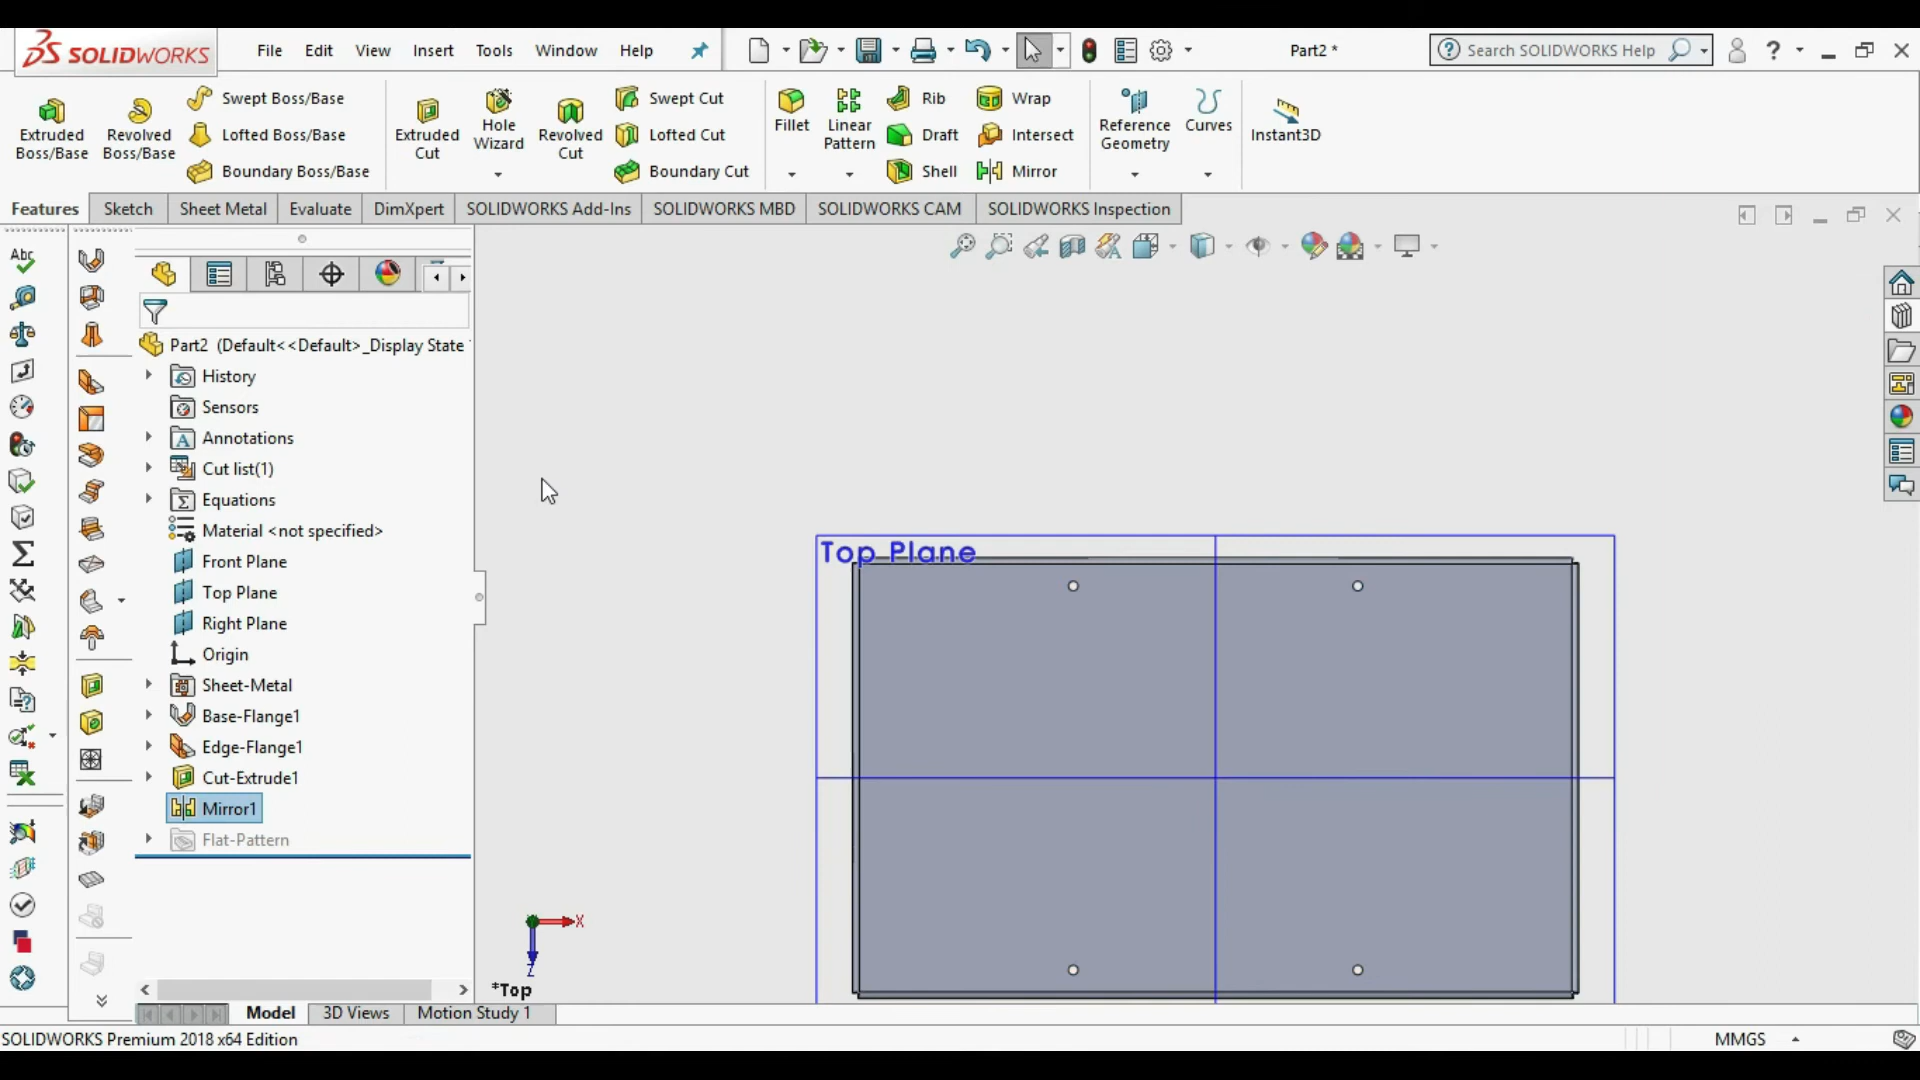 SOLIDWORKS
File Edit View Insert Tools Window Help
Part2 *
Search SOLIDWORKS Help
Extruded Boss/Base
Revolved Boss/Base
Swept Boss/Base
Lofted Boss/Base
Boundary Boss/Base
Extruded Cut
Hole Wizard
Revolved Cut
Swept Cut
Lofted Cut
Boundary Cut
Fillet
Linear Pattern
Rib
Draft
Shell
Wrap
Intersect
Mirror
Reference Geometry
Curves
Instant3D
Features Sketch Sheet Metal Evaluate DimXpert SOLIDWORKS Add-Ins SOLIDWORKS MBD SOLIDWORKS CAM SOLIDWORKS Inspection
Abc
Part2 (Default<<Default>_Display State
History
Sensors
Annotations
Cut list(1)
Equations
Material <not specified>
Front Plane
Top Plane
Right Plane
Origin
Sheet-Metal
Base-Flange1
Edge-Flange1
Cut-Extrude1
Mirror1
Flat-Pattern
Top Plane
X
Z
*Top
Model 3D Views Motion Study 1
SOLIDWORKS Premium 2018 x64 Edition
MMGS